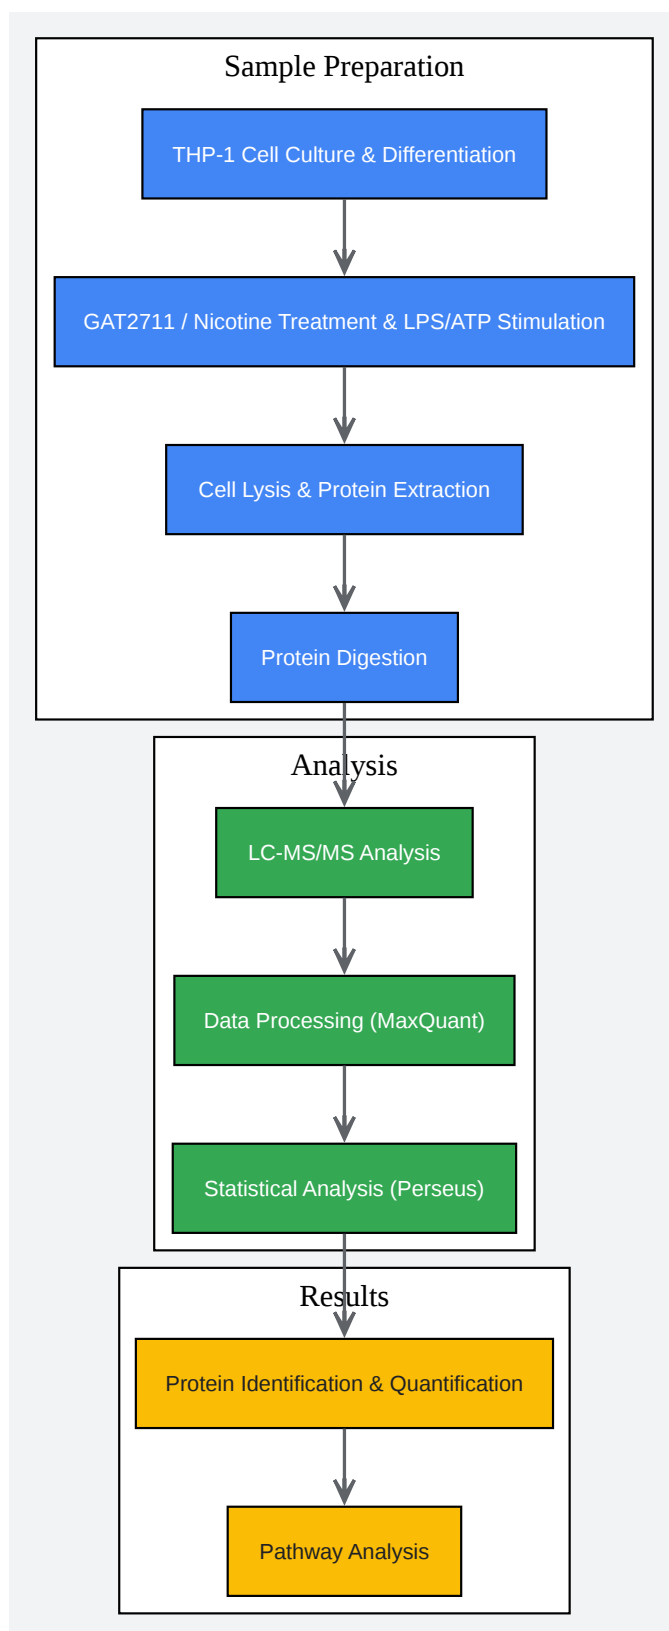 Sample Preparation
THP-1 Cell Culture & Differentiation
GAT2711 / Nicotine Treatment & LPS/ATP Stimulation
Cell Lysis & Protein Extraction
Protein Digestion
Analysis
LC-MS/MS Analysis
Data Processing (MaxQuant)
Statistical Analysis (Perseus)
Results
Protein Identification & Quantification
Pathway Analysis